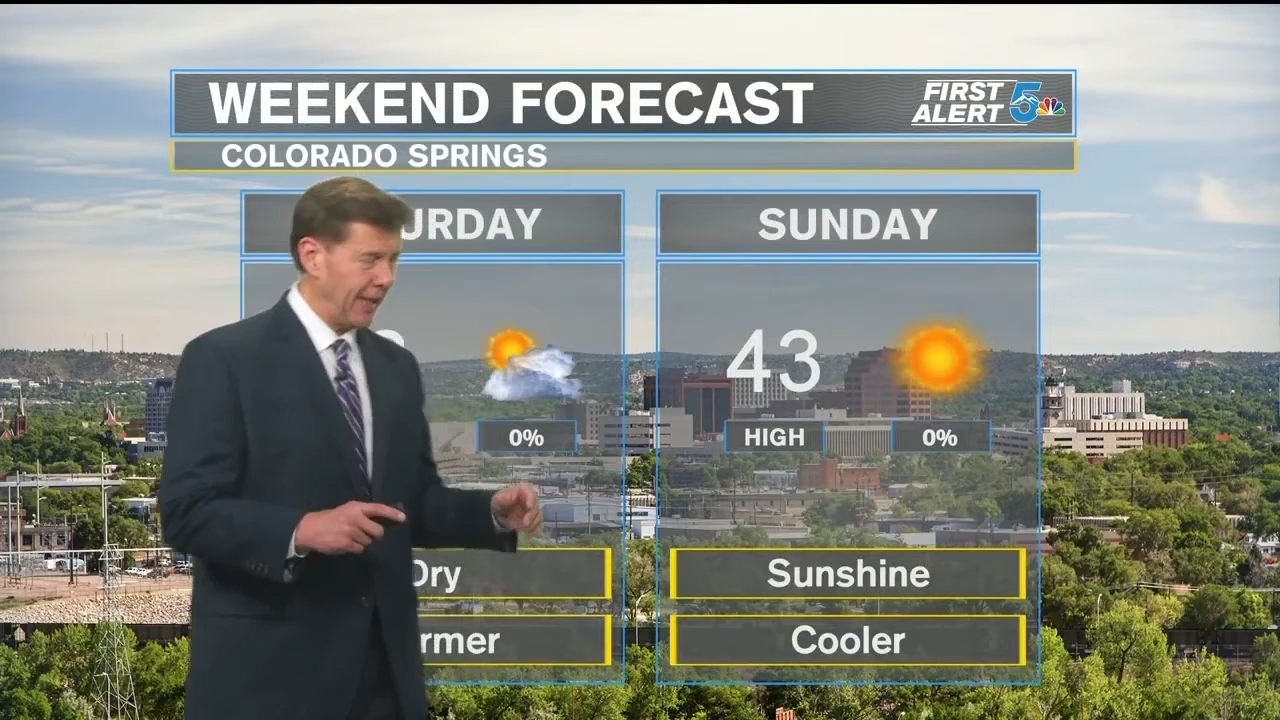 WEEKEND FORECAST
FIRST
ALERT 5
COLORADO SPRINGS
URDAY
SUNDAY
43
0%
HIGH
0%
Dry
Sunshine
rmer
Cooler